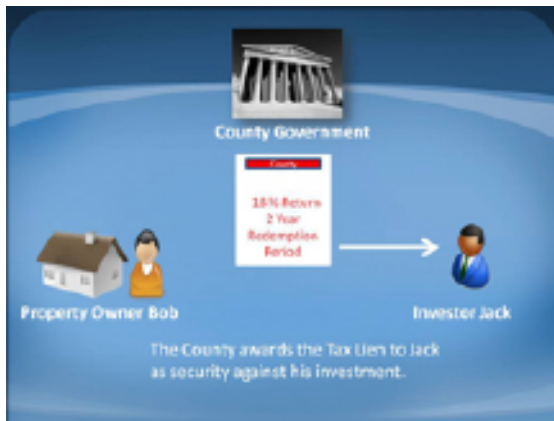 County Government
County
18% Return
2 Year
Redemption
Period
Property Owner Bob
Investor Jack
The County awards the Tax Lien to Jack
as security against his investment.